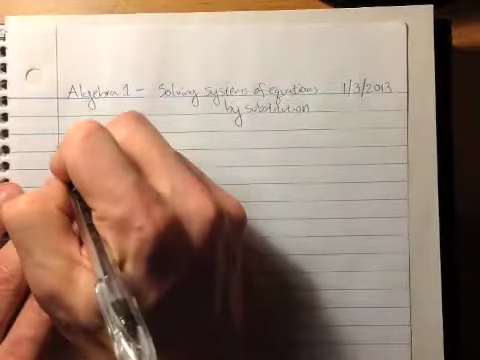 Algebra 1 - Solving systems of equations 1/3/2013
by substitution